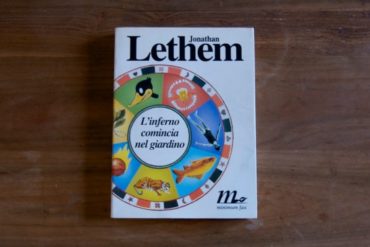 Jonathan
Lethem
L'inferno
comincia
nel giardino
m
minimum fax